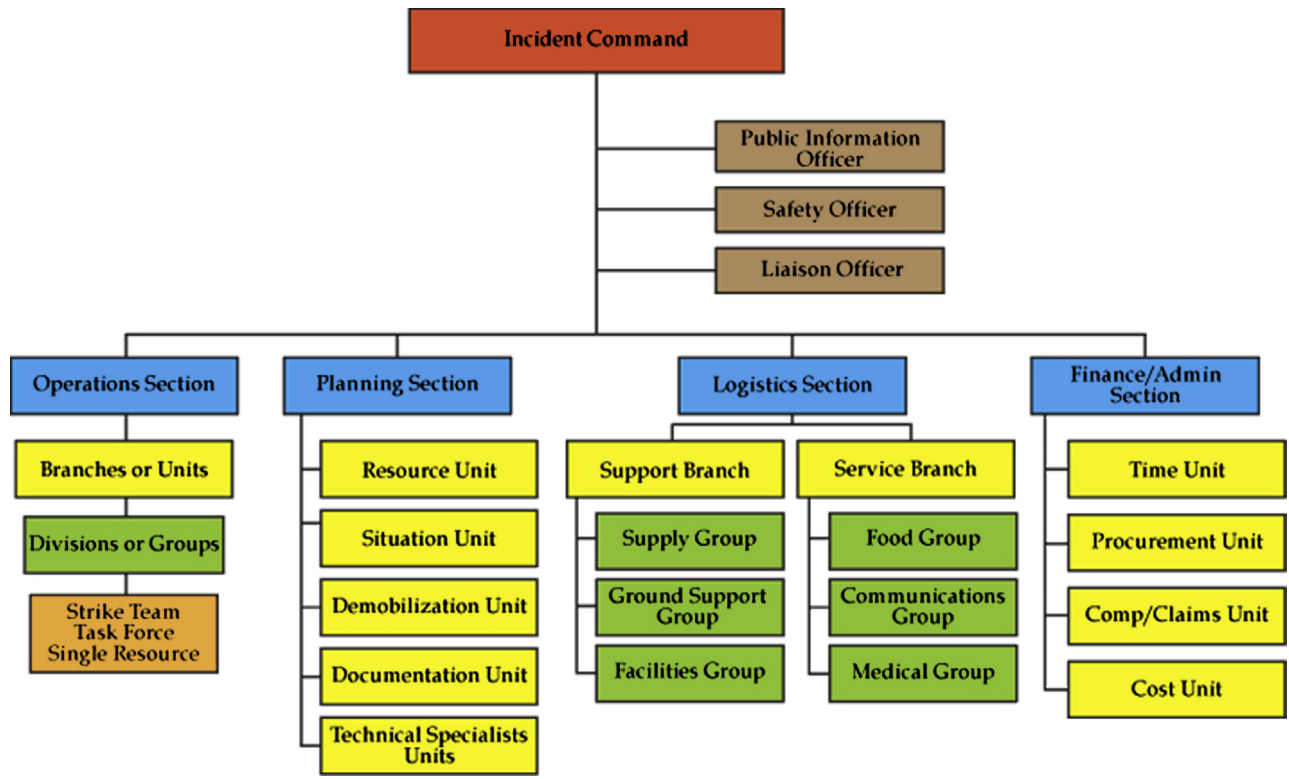 Incident Command
Public Information
Officer
Safety Officer
Liaison Officer
Operations Section
Planning Section
Logistics Section
Finance/Admin
Section
Branches or Units
Divisions or Groups
Strike Team
Task Force
Single Resource
Resource Unit
Situation Unit
Demobilization Unit
Documentation Unit
Technical Specialists
Units
Support Branch
Supply Group
Ground Support
Group
Facilities Group
Service Branch
Food Group
Communications
Group
Medical Group
Time Unit
Procurement Unit
Comp/Claims Unit
Cost Unit